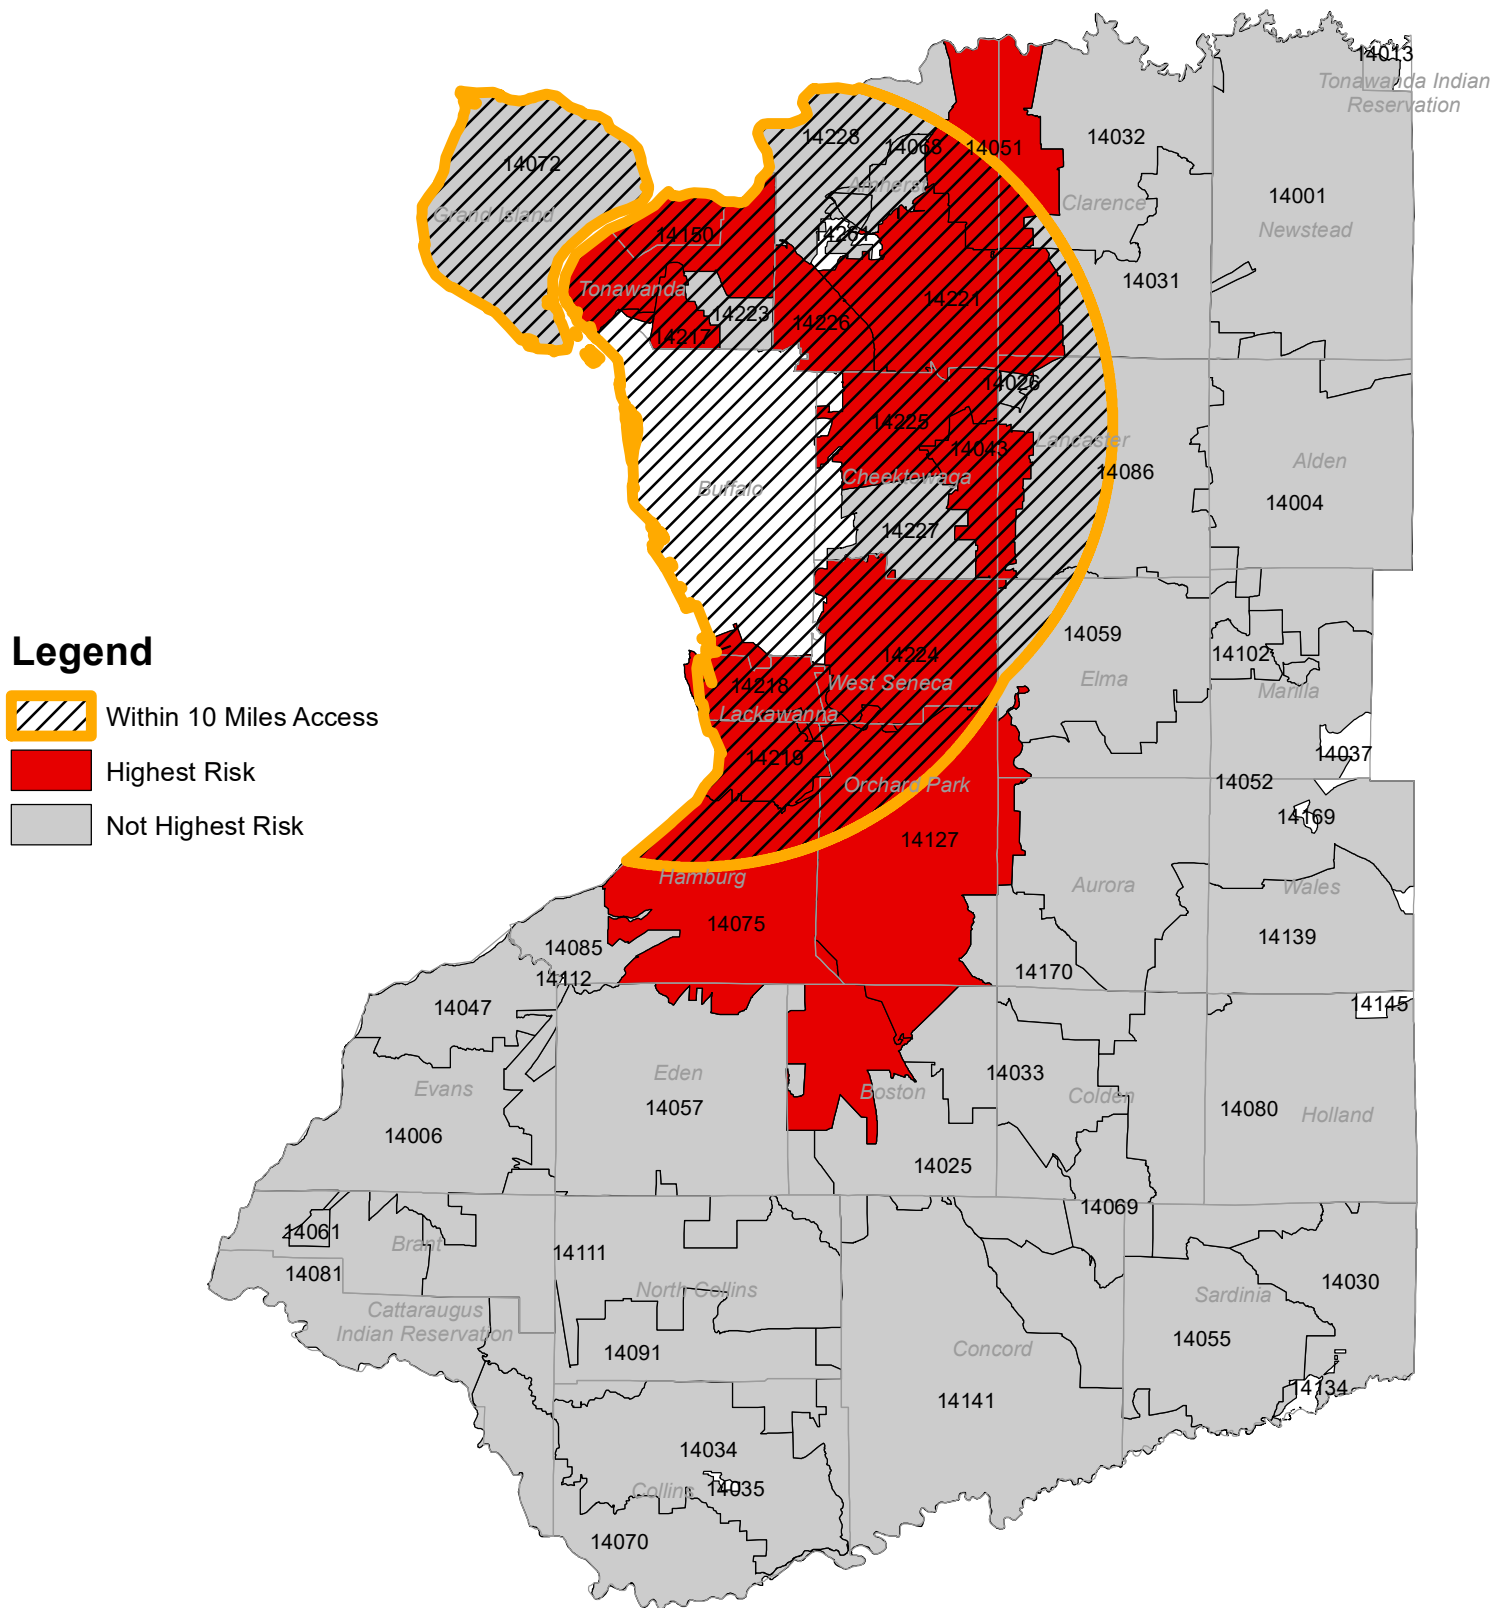 14013
Tonawanda Indian
Reservation
14228
14068
14051
14032
14072
14001
Amherst
Clarence
Grand Island
Newstead
14150
14261
14031
Tonawanda
14223
14221
14217
14226
14026
14225
Lancaster
14043
14086
Alden
Cheektowaga
Buffalo
14004
14227
14059
14102
Legend
14224
Elma
West Seneca
14218
Marilla
Within 10 Miles Access
Lackawanna
14037
14219
Highest Risk
Orchard Park
14052
14169
Not Highest Risk
14127
Hamburg
Aurora
Wales
14075
14139
14085
14170
14112
14047
14145
Eden
14033
Evans
Boston
Colden
14057
14080
Holland
14006
14025
14069
14061
Brant
14111
14081
North Collins
14030
Sardinia
Cattaraugus
Indian Reservation
14055
14091
Concord
14134
14141
14034
Collins
14035
14070